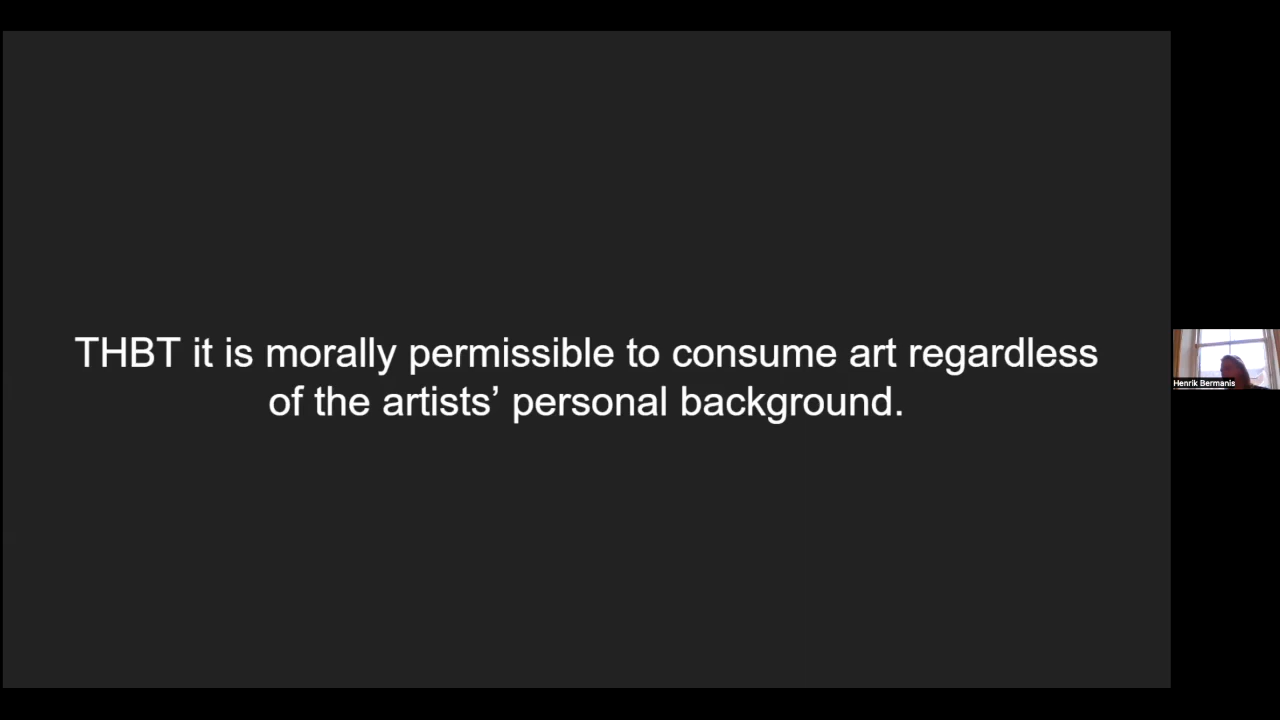 THBT it is morally permissible to consume art regardless
of the artists’ personal background.
Henrik Bermanis